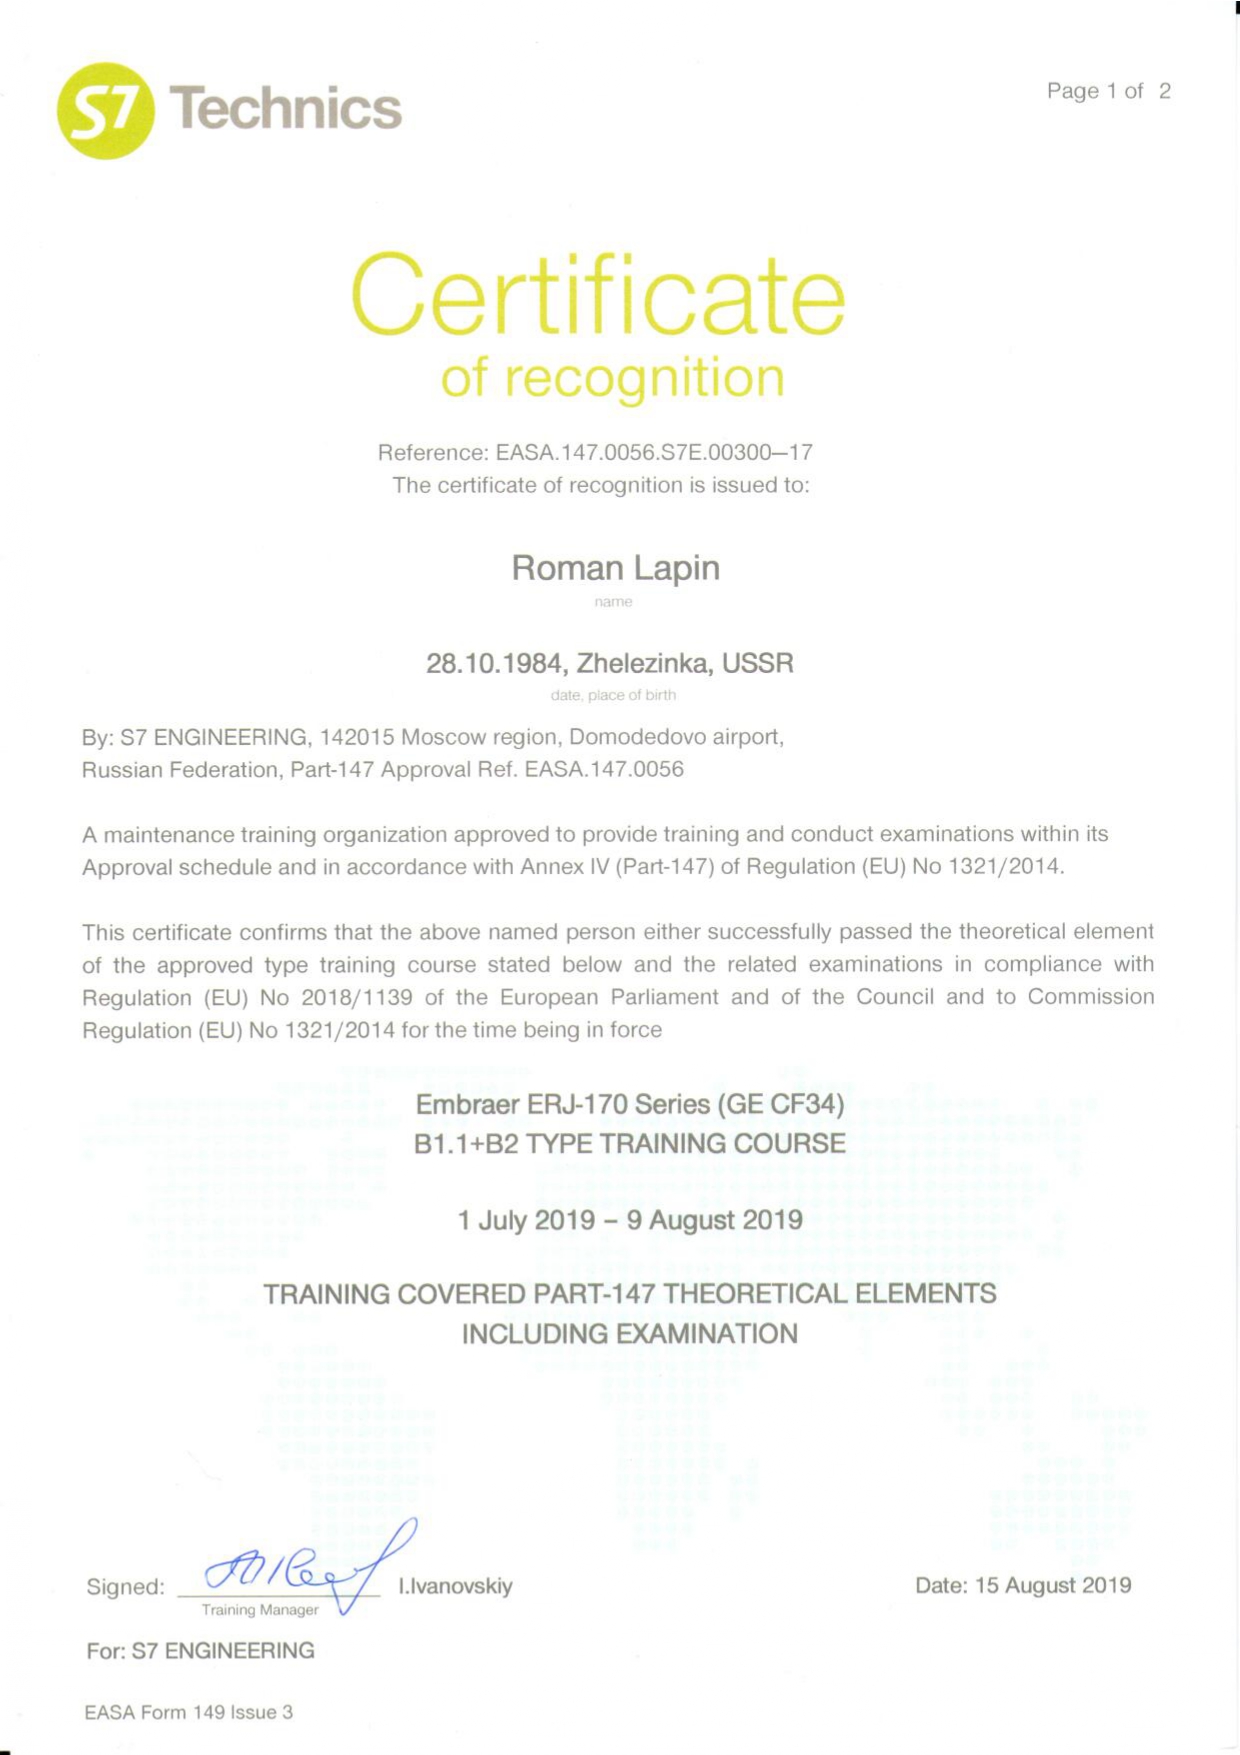 S7 Technics
Page 1 of 2
Certificate
of recognition
Reference: EASA.147.0056.S7E.00300—17
The certificate of recognition is issued to:
Roman Lapin
name
28.10.1984, Zhelezinka, USSR
date, place of birth
By: S7 ENGINEERING, 142015 Moscow region, Domodedovo airport,
Russian Federation, Part-147 Approval Ref. EASA.147.0056
A maintenance training organization approved to provide training and conduct examinations within its
Approval schedule and in accordance with Annex IV (Part-147) of Regulation (EU) No 1321/2014.
This certificate confirms that the above named person either successfully passed the theoretical element
of the approved type training course stated below and the related examinations in compliance with
Regulation (EU) No 2018/1139 of the European Parliament and of the Council and to Commission
Regulation (EU) No 1321/2014 for the time being in force
Embraer ERJ-170 Series (GE CF34)
B1.1+B2 TYPE TRAINING COURSE
1 July 2019 – 9 August 2019
TRAINING COVERED PART-147 THEORETICAL ELEMENTS
INCLUDING EXAMINATION
Signed: I.Ivanovskiy
Date: 15 August 2019
Training Manager
For: S7 ENGINEERING
EASA Form 149 Issue 3